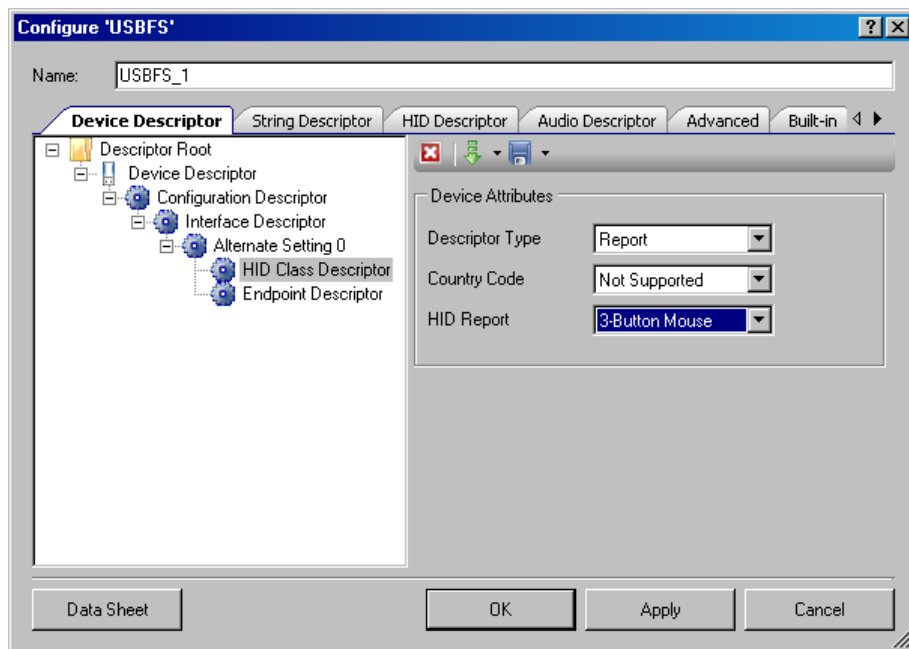 Configure 'USBFS'
Name: USBFS_1
Device Descriptor String Descriptor HID Descriptor Audio Descriptor Advanced Built-in
Descriptor Root
Device Descriptor
Configuration Descriptor
Interface Descriptor
Alternate Setting 0
HID Class Descriptor
Endpoint Descriptor
Device Attributes
Descriptor Type Report
Country Code Not Supported
HID Report 3-Button Mouse
Data Sheet OK Apply Cancel